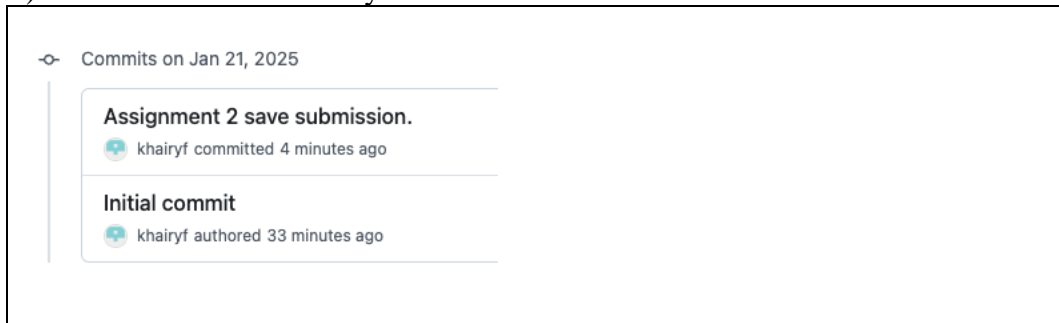 Commits on Jan 21, 2025
Assignment 2 save submission.
khairyf committed 4 minutes ago
Initial commit
khairyf authored 33 minutes ago